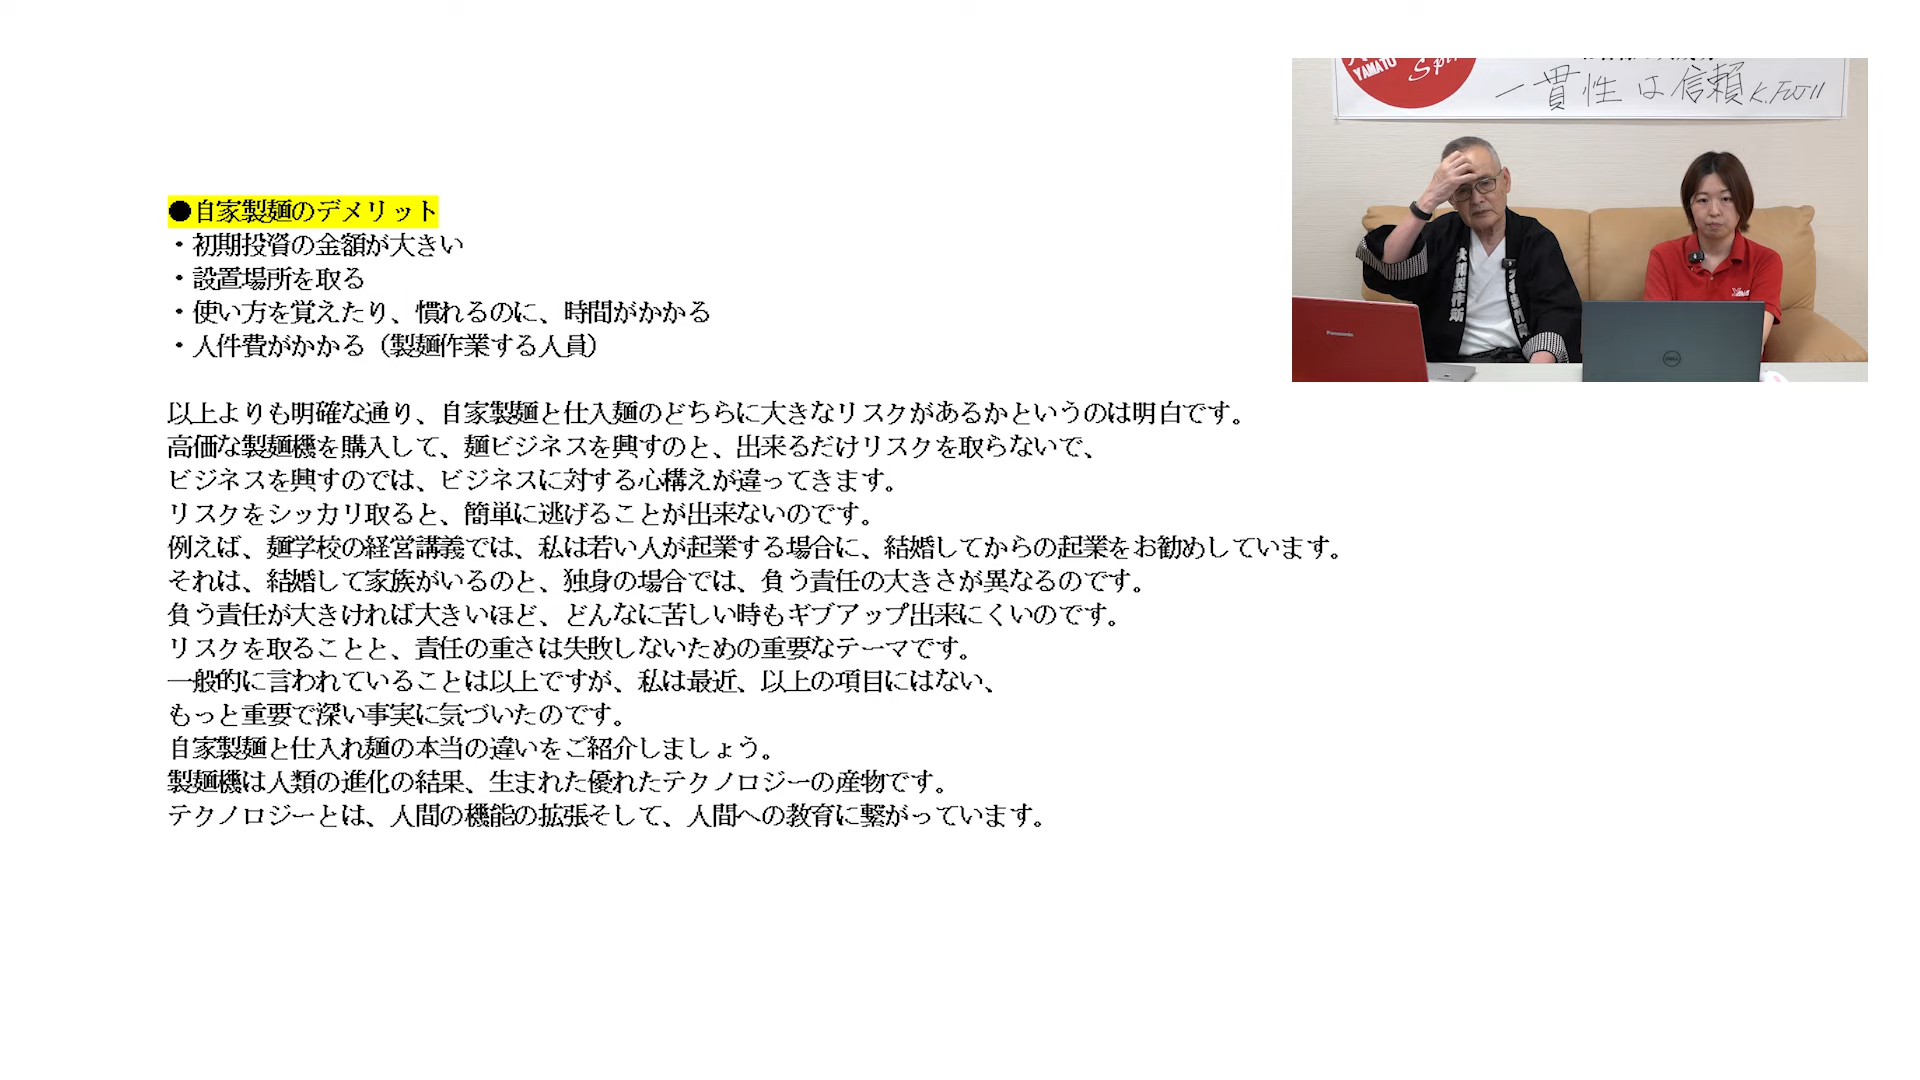 ●自家製麺のデメリット
・初期投資の金額が大きい
・設置場所を取る
・使い方を覚えたり、慣れるのに、時間がかかる
・人件費がかかる（製麺作業する人員）
以上よりも明確な通り、自家製麺と仕入麺のどちらに大きなリスクがあるかというのは明白です。
高価な製麺機を購入して、麺ビジネスを興すのと、出来るだけリスクを取らないで、
ビジネスを興すのでは、ビジネスに対する心構えが違ってきます。
リスクをシッカリ取ると、簡単に逃げることが出来ないのです。
例えば、麺学校の経営講義では、私は若い人が起業する場合に、結婚してからの起業をお勧めしています。
それは、結婚して家族がいるのと、独身の場合では、負う責任の大きさが異なるのです。
負う責任が大きければ大きいほど、どんなに苦しい時もギブアップ出来にくいのです。
リスクを取ることと、責任の重さは失敗しないための重要なテーマです。
一般的に言われていることは以上ですが、私は最近、以上の項目にはない、
もっと重要で深い事実に気づいたのです。
自家製麺と仕入れ麺の本当の違いをご紹介しましょう。
製麺機は人類の進化の結果、生まれた優れたテクノロジーの産物です。
テクノロジーとは、人間の機能の拡張そして、人間への教育に繋がっています。
YAMATO
一貫性は信頼 K.FUJII
Panasonic
DELL